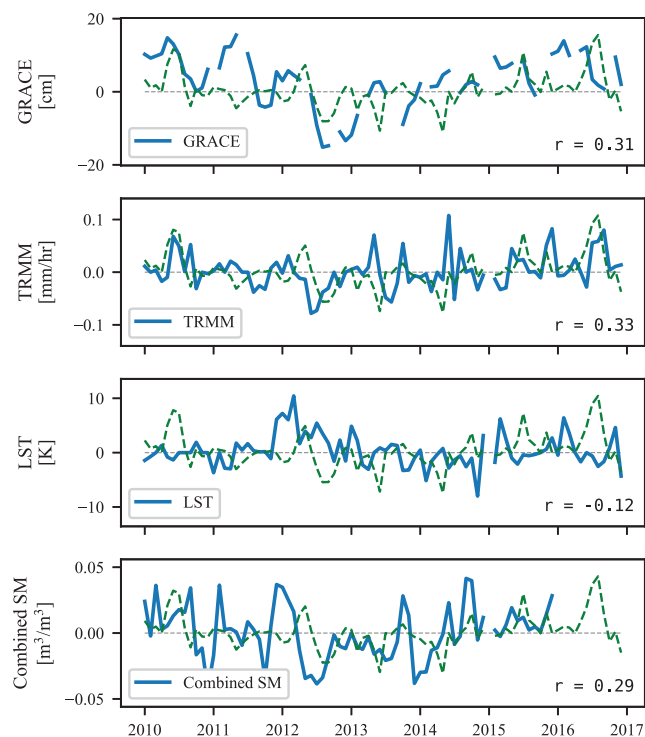 20
0
−20
GRACE
[cm]
GRACE
r = 0.31
0.1
0.0
−0.1
TRMM
[mm/hr]
TRMM
r = 0.33
10
0
−10
LST
[K]
LST
r = -0.12
0.05
0.00
−0.05
Combined SM
[m³/m³]
Combined SM
r = 0.29
2010 2011 2012 2013 2014 2015 2016 2017